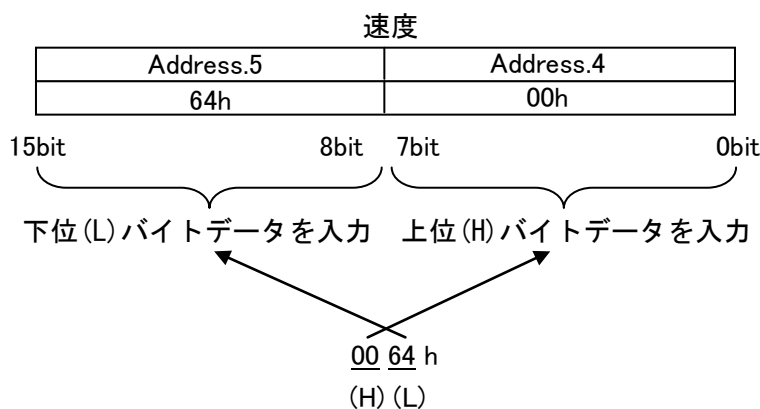 速度
Address.5 Address.4
64h 00h
15bit 8bit 7bit 0bit
下位(L)バイトデータを入力 上位(H)バイトデータを入力
00 64 h
(H) (L)